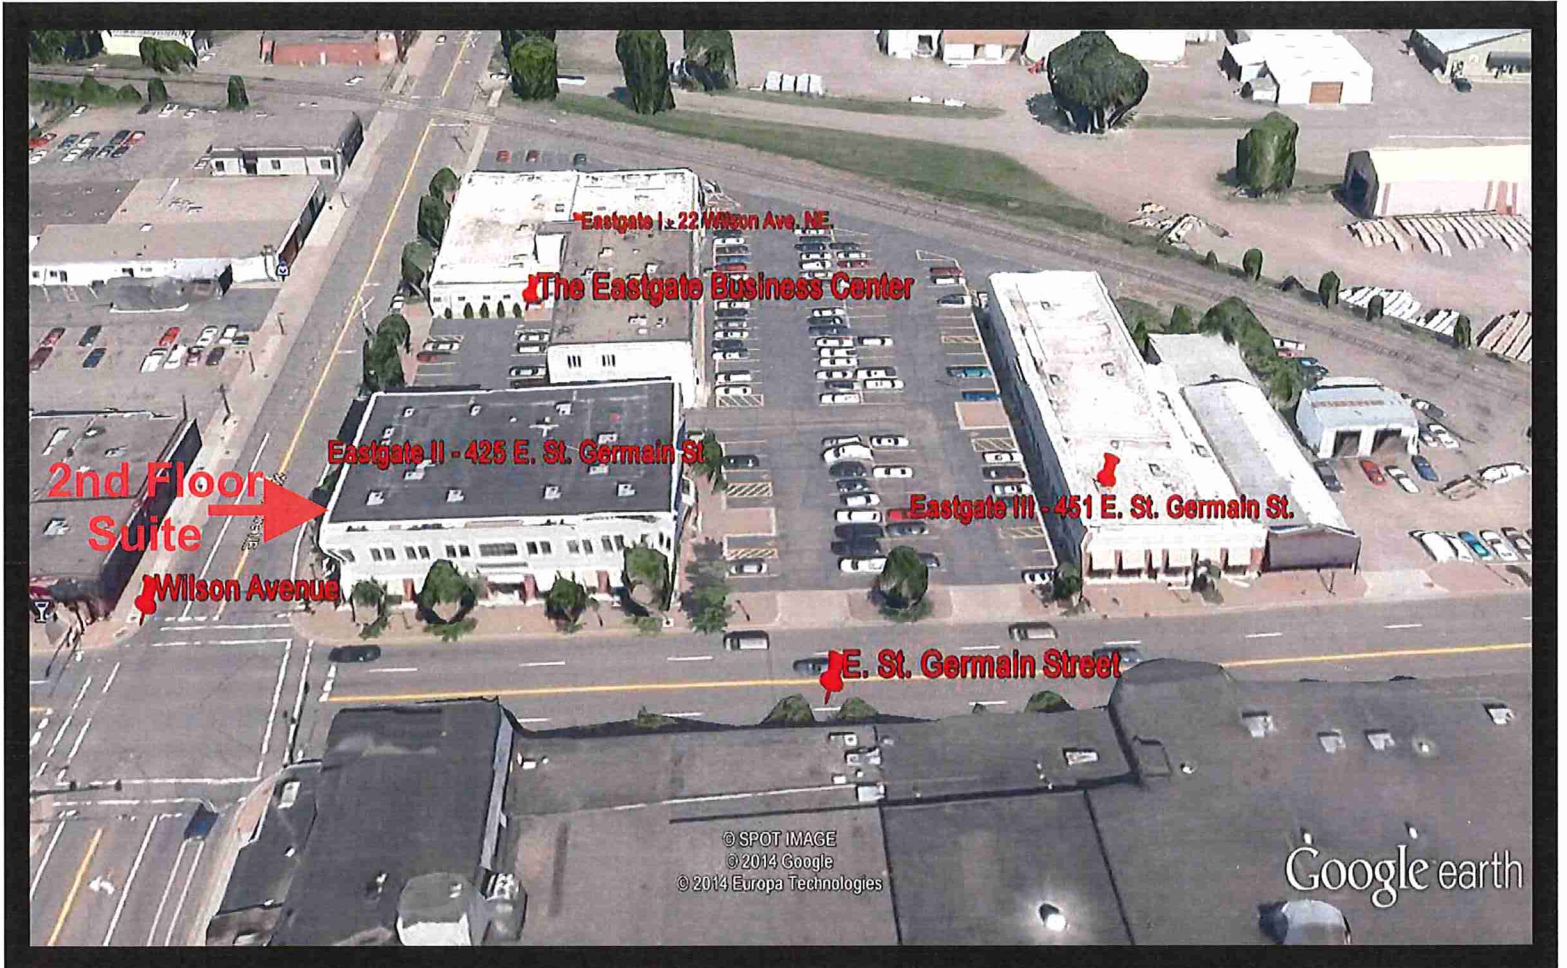 Eastgate I - 22 Wilson Ave. NE.
The Eastgate Business Center
Eastgate II - 425 E. St. Germain St.
2nd Floor
Suite
Eastgate III - 451 E. St. Germain St.
Wilson Avenue
E. St. Germain Street
© SPOT IMAGE
© 2014 Google
© 2014 Europa Technologies
Google earth